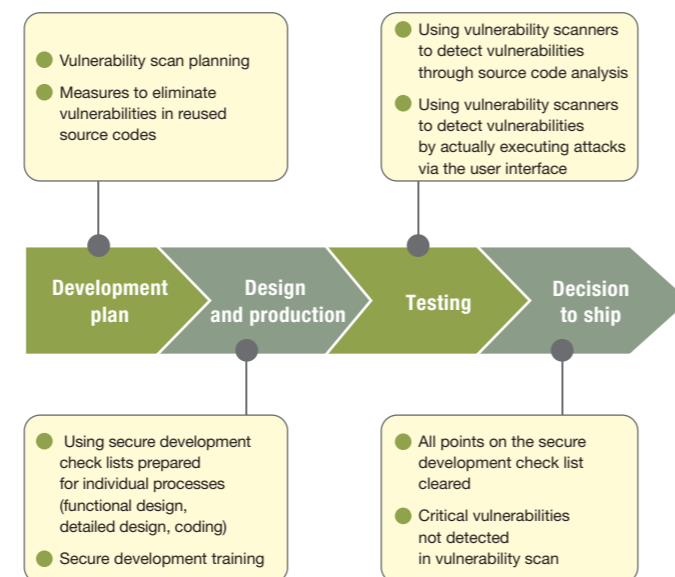 Vulnerability scan planning
Measures to eliminate
vulnerabilities in reused
source codes
Using vulnerability scanners
to detect vulnerabilities
through source code analysis
Using vulnerability scanners
to detect vulnerabilities
by actually executing attacks
via the user interface
Development
plan
Design
and production
Testing
Decision
to ship
Using secure development
check lists prepared
for individual processes
(functional design,
detailed design, coding)
Secure development training
All points on the secure
development check list
cleared
Critical vulnerabilities
not detected
in vulnerability scan